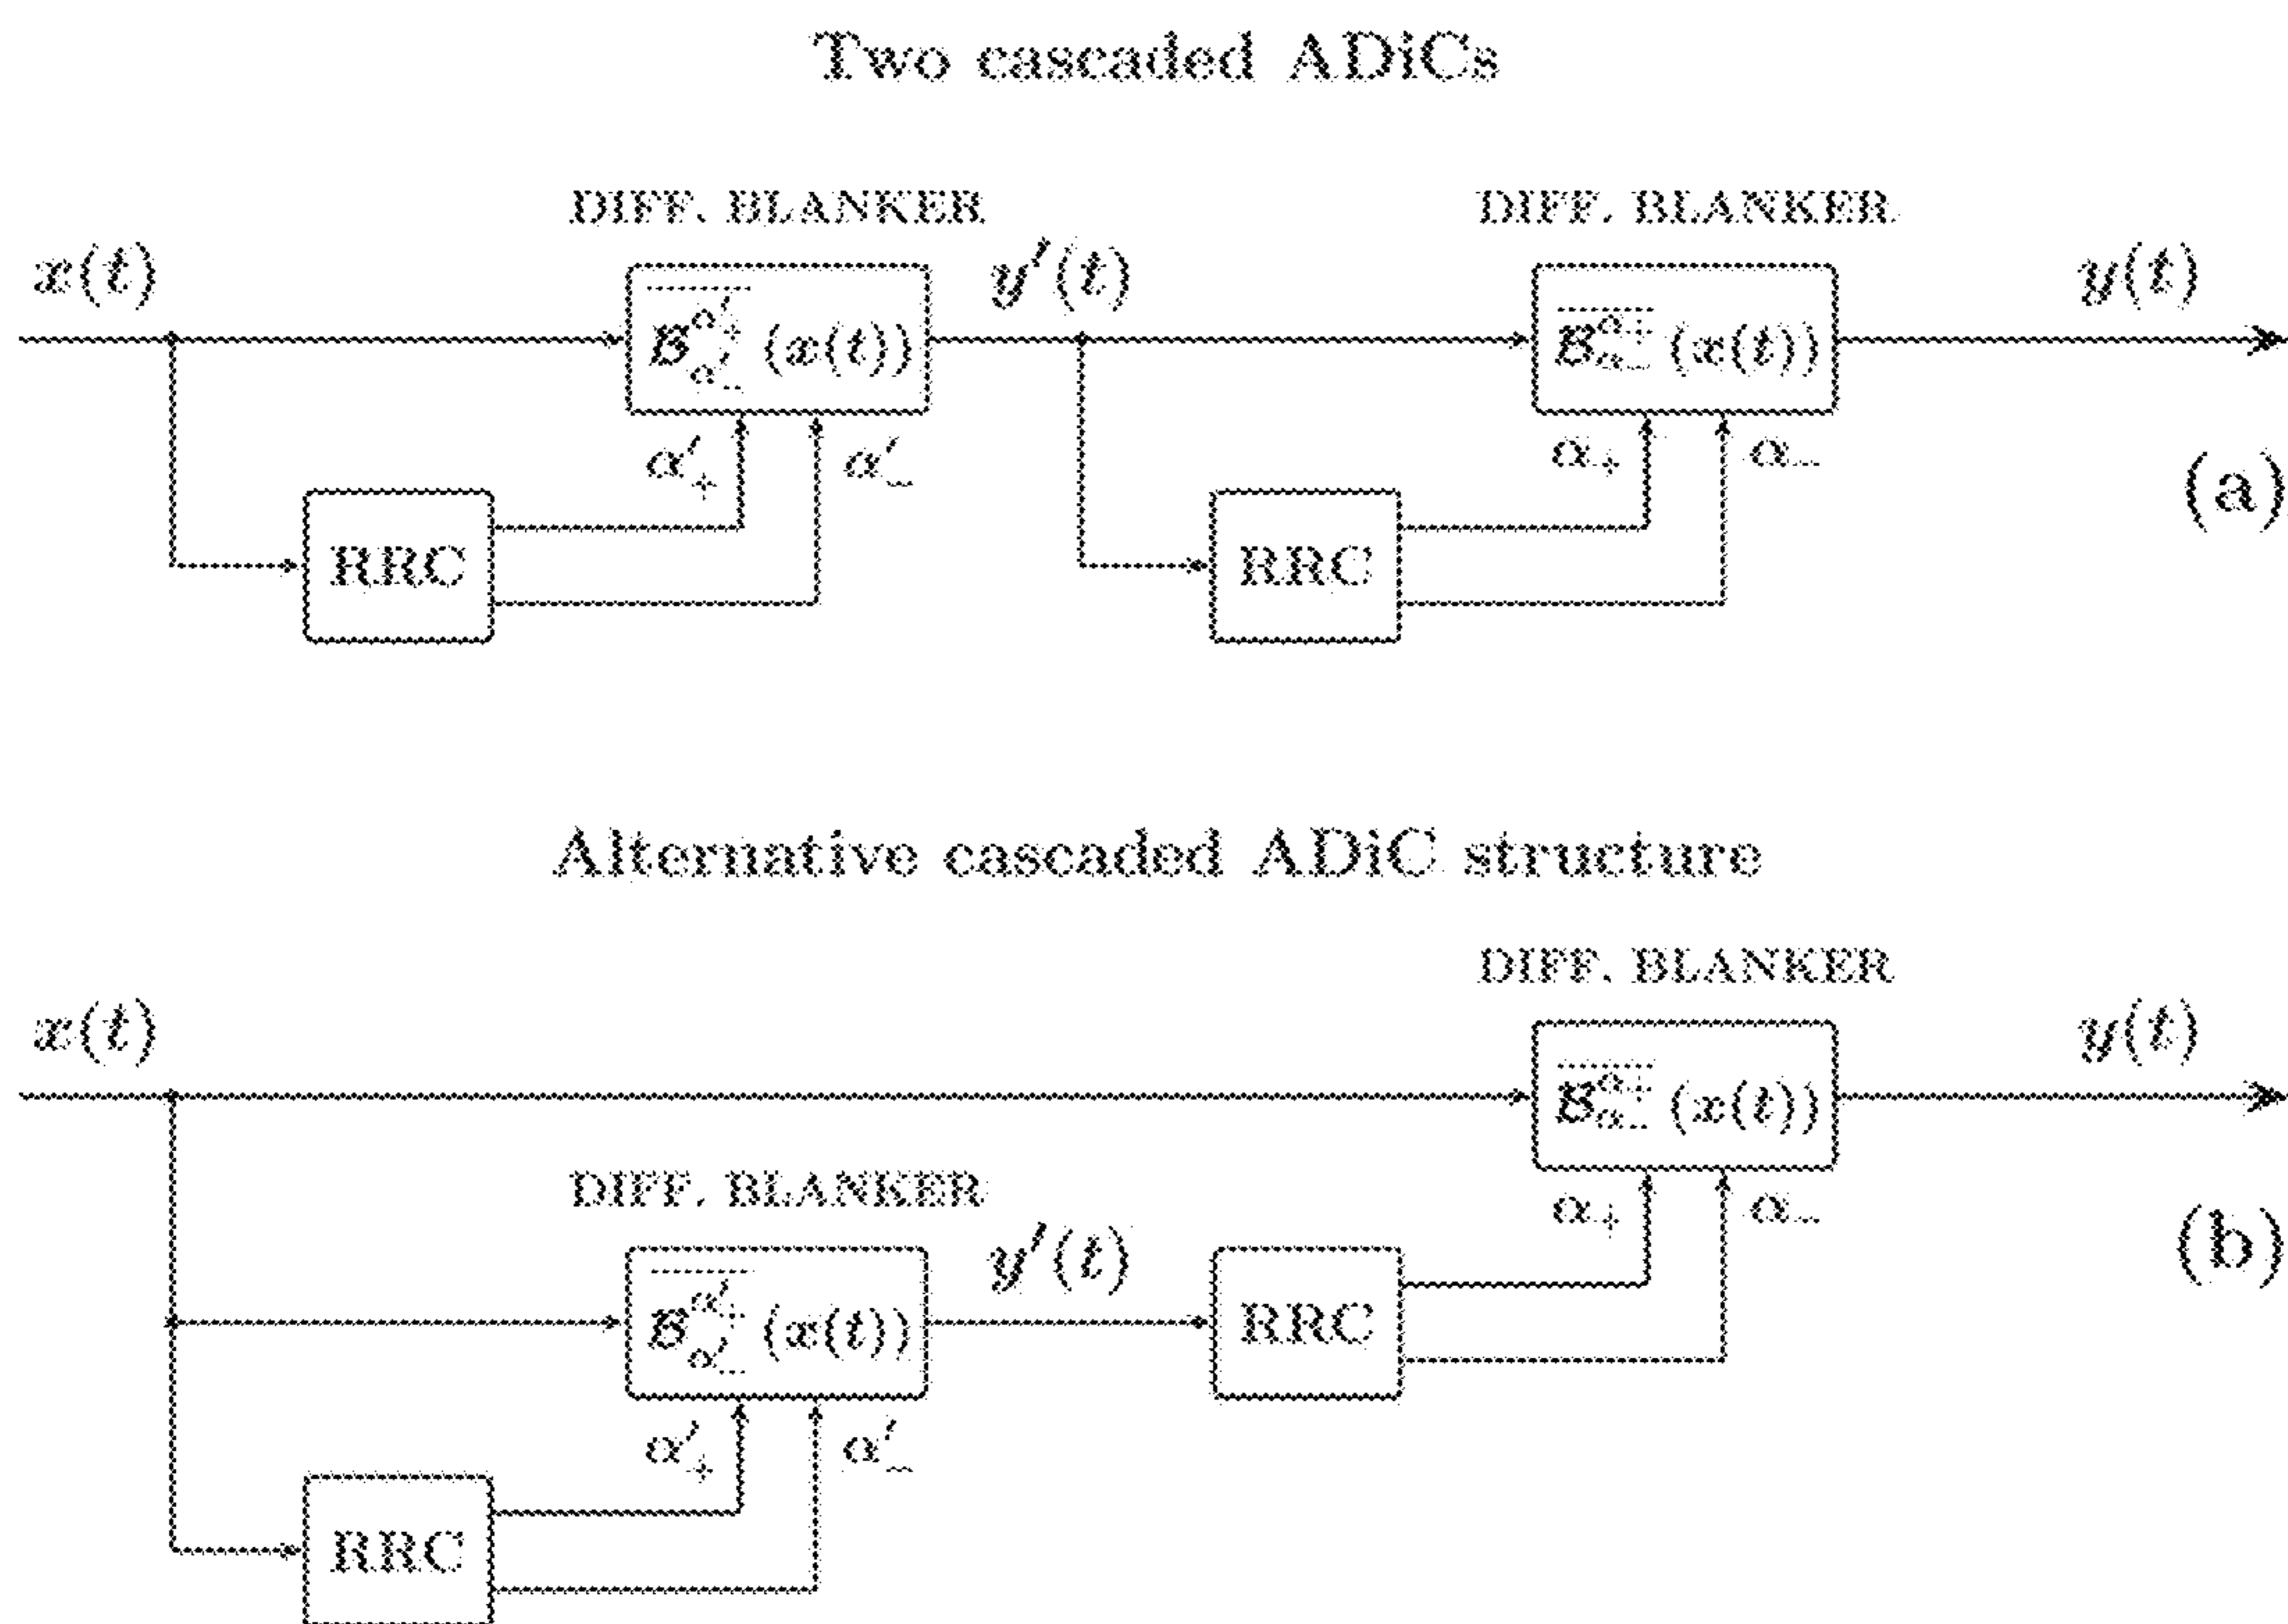 Two cascaded ADiCs
DIFF. BLANKER DIFF. BLANKER
x(t) y′(t) y(t)
ℬ^{α′₊}_{α′₋} (x(t)) ℬ^{α₊}_{α₋} (x(t))
α′₊ α′₋ α₊ α₋
(a)
RRC RRC
Alternative cascaded ADiC structure
DIFF. BLANKER
x(t) y(t)
ℬ^{α₊}_{α₋} (x(t))
DIFF. BLANKER
α₊ α₋
(b)
y′(t)
ℬ^{α′₊}_{α′₋} (x(t)) RRC
α′₊ α′₋
RRC